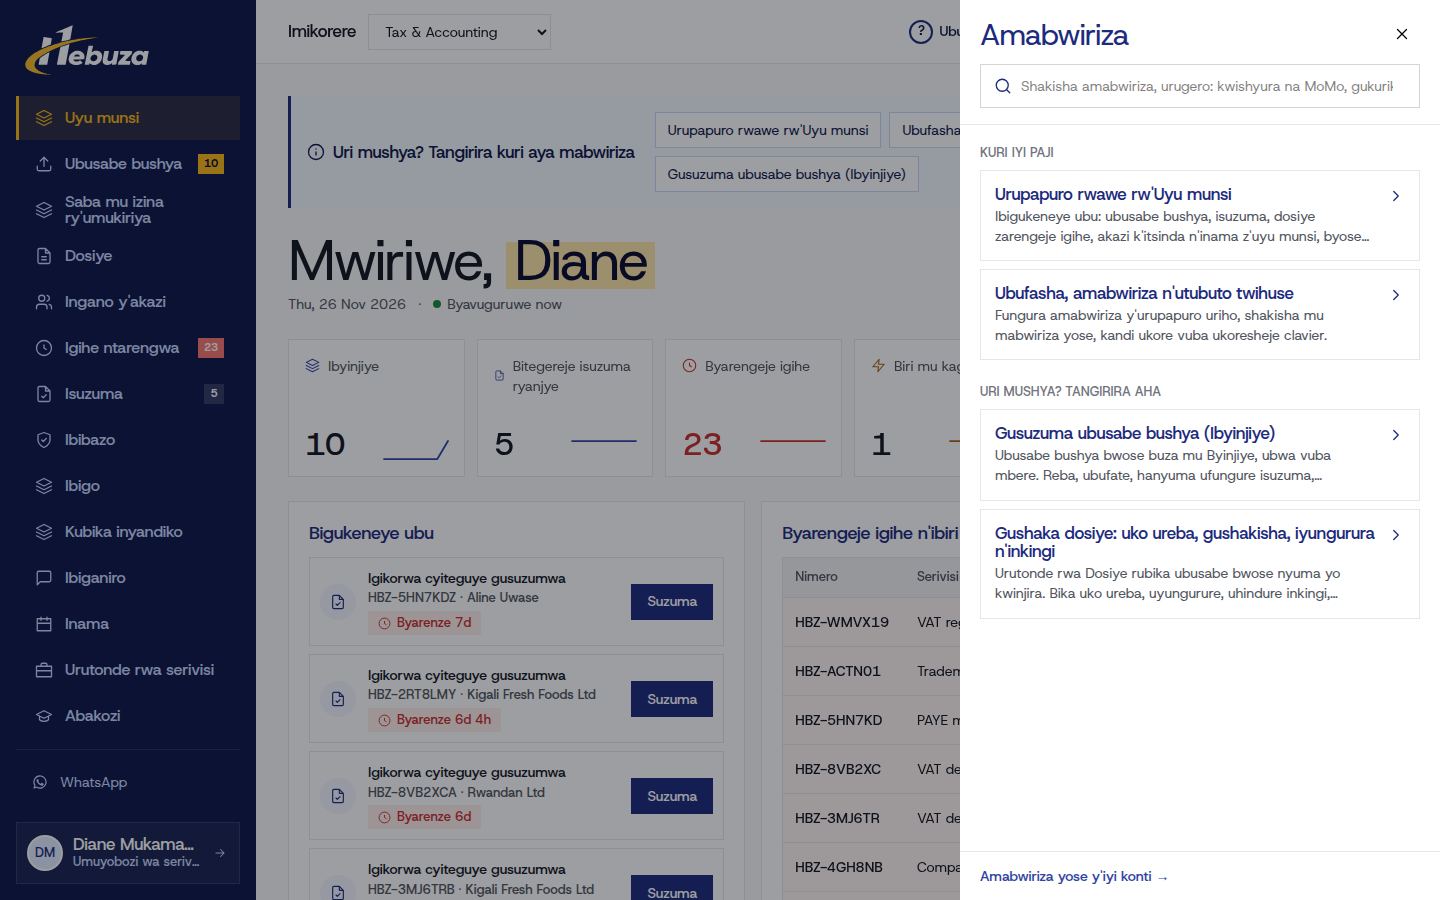 Hebuza
Uyu munsi
Ubusabe bushya 10
Saba mu izina
ry'umukiriya
Dosiye
Ingano y'akazi
Igihe ntarengwa 23
Isuzuma 5
Ibibazo
Ibigo
Kubika inyandiko
Ibiganiro
Inama
Urutonde rwa serivisi
Abakozi
WhatsApp
DM
Diane Mukama...
Umuyobozi wa seriv...
Imikorere
Tax & Accounting
?
Uri mushya? Tangirira kuri aya mabwiriza
Urupapuro rwawe rw'Uyu munsi
Gusuzuma ubusabe bushya (Ibyinjiye)
Mwiriwe, Diane
Thu, 26 Nov 2026 · Byavuguruwe now
Ibyinjiye
10
Bitegereje isuzuma
ryanjye
5
Byarengeje igihe
23
Biri mu
1
Bigukeneye ubu
Igikorwa cyiteguye gusuzumwa
HBZ-5HN7KDZ · Aline Uwase
Byarenze 7d
Suzuma
Igikorwa cyiteguye gusuzumwa
HBZ-2RT8LMY · Kigali Fresh Foods Ltd
Byarenze 6d 4h
Suzuma
Igikorwa cyiteguye gusuzumwa
HBZ-8VB2XCA · Rwandan Ltd
Byarenze 6d
Suzuma
Igikorwa cyiteguye gusuzumwa
HBZ-3MJ6TRB · Kigali Fresh Foods Ltd
Suzuma
Byarengeje igihe n'ibiri
Nimero Serivisi
HBZ-WMVX19 VAT
HBZ-ACTN01
HBZ-5HN7KD PAYE
HBZ-8VB2XC VAT
HBZ-3MJ6TR VAT
HBZ-4GH8NB
Amabwiriza
Shakisha amabwiriza, urugero: kwishyura na MoMo,
KURI IYI PAJI
Urupapuro rwawe rw'Uyu munsi
Ibigukeneye ubu: ubusabe bushya, isuzuma, dosiye
zarengeje igihe, akazi k'itsinda n'inama z'uyu munsi, byose...
Ubufasha, amabwiriza n'utubuto twihuse
Fungura amabwiriza y'urupapuro uriho, shakisha mu
mabwiriza yose, kandi ukore vuba ukoresheje clavier.
URI MUSHYA? TANGIRIRA AHA
Gusuzuma ubusabe bushya (Ibyinjiye)
Ubusabe bushya bwose buza mu Byinjiye, ubwa vuba
mbere. Reba, ubufate, hanyuma ufungure isuzuma,...
Gushaka dosiye: uko ureba, gushakisha, iyungurura
n'inkingi
Urutonde rwa Dosiye rubika ubusabe bwose nyuma yo
kwinjira. Bika uko ureba, uyungurure, uhindure inkingi,...
Amabwiriza yose y'iyi konti →